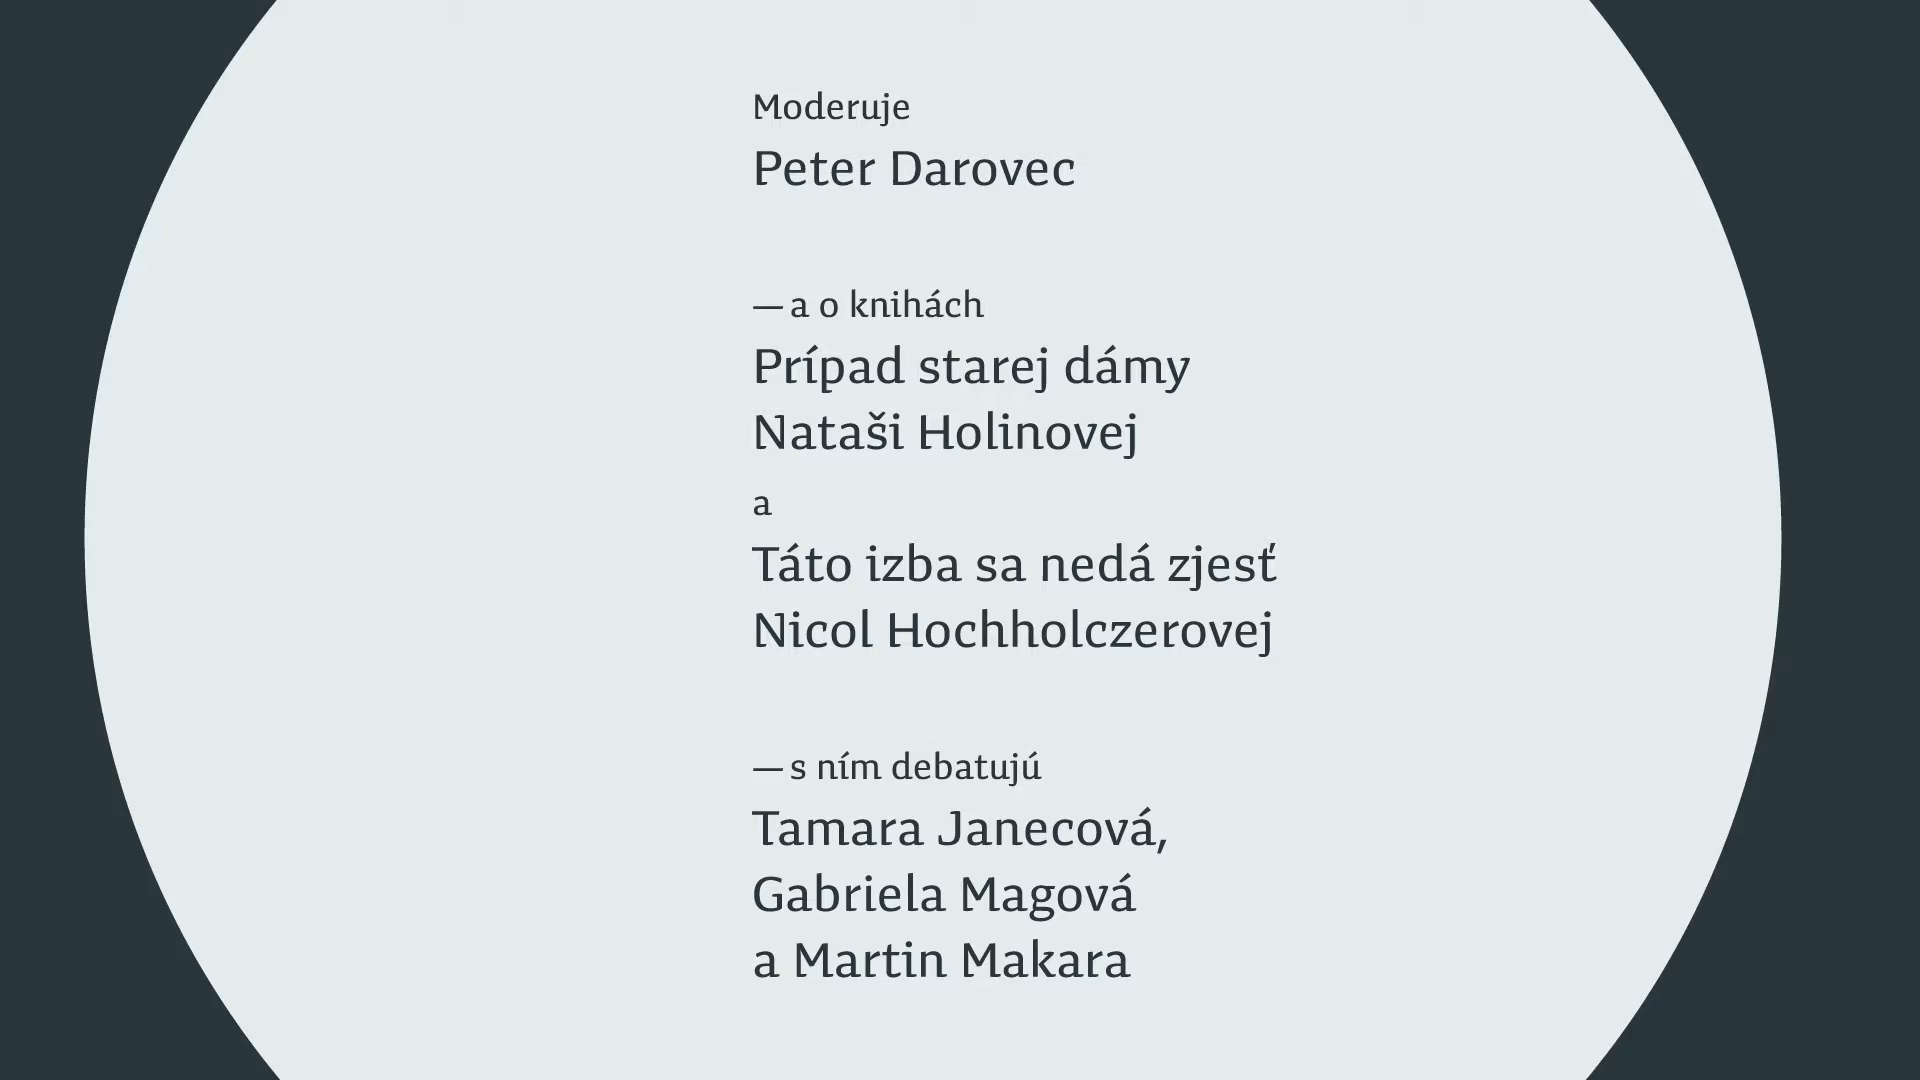 Moderuje
Peter Darovec
— a o knihách
Prípad starej dámy
Nataši Holinovej
a
Táto izba sa nedá zjesť
Nicol Hochholczerovej
— s ním debatujú
Tamara Janecová,
Gabriela Magová
a Martin Makara